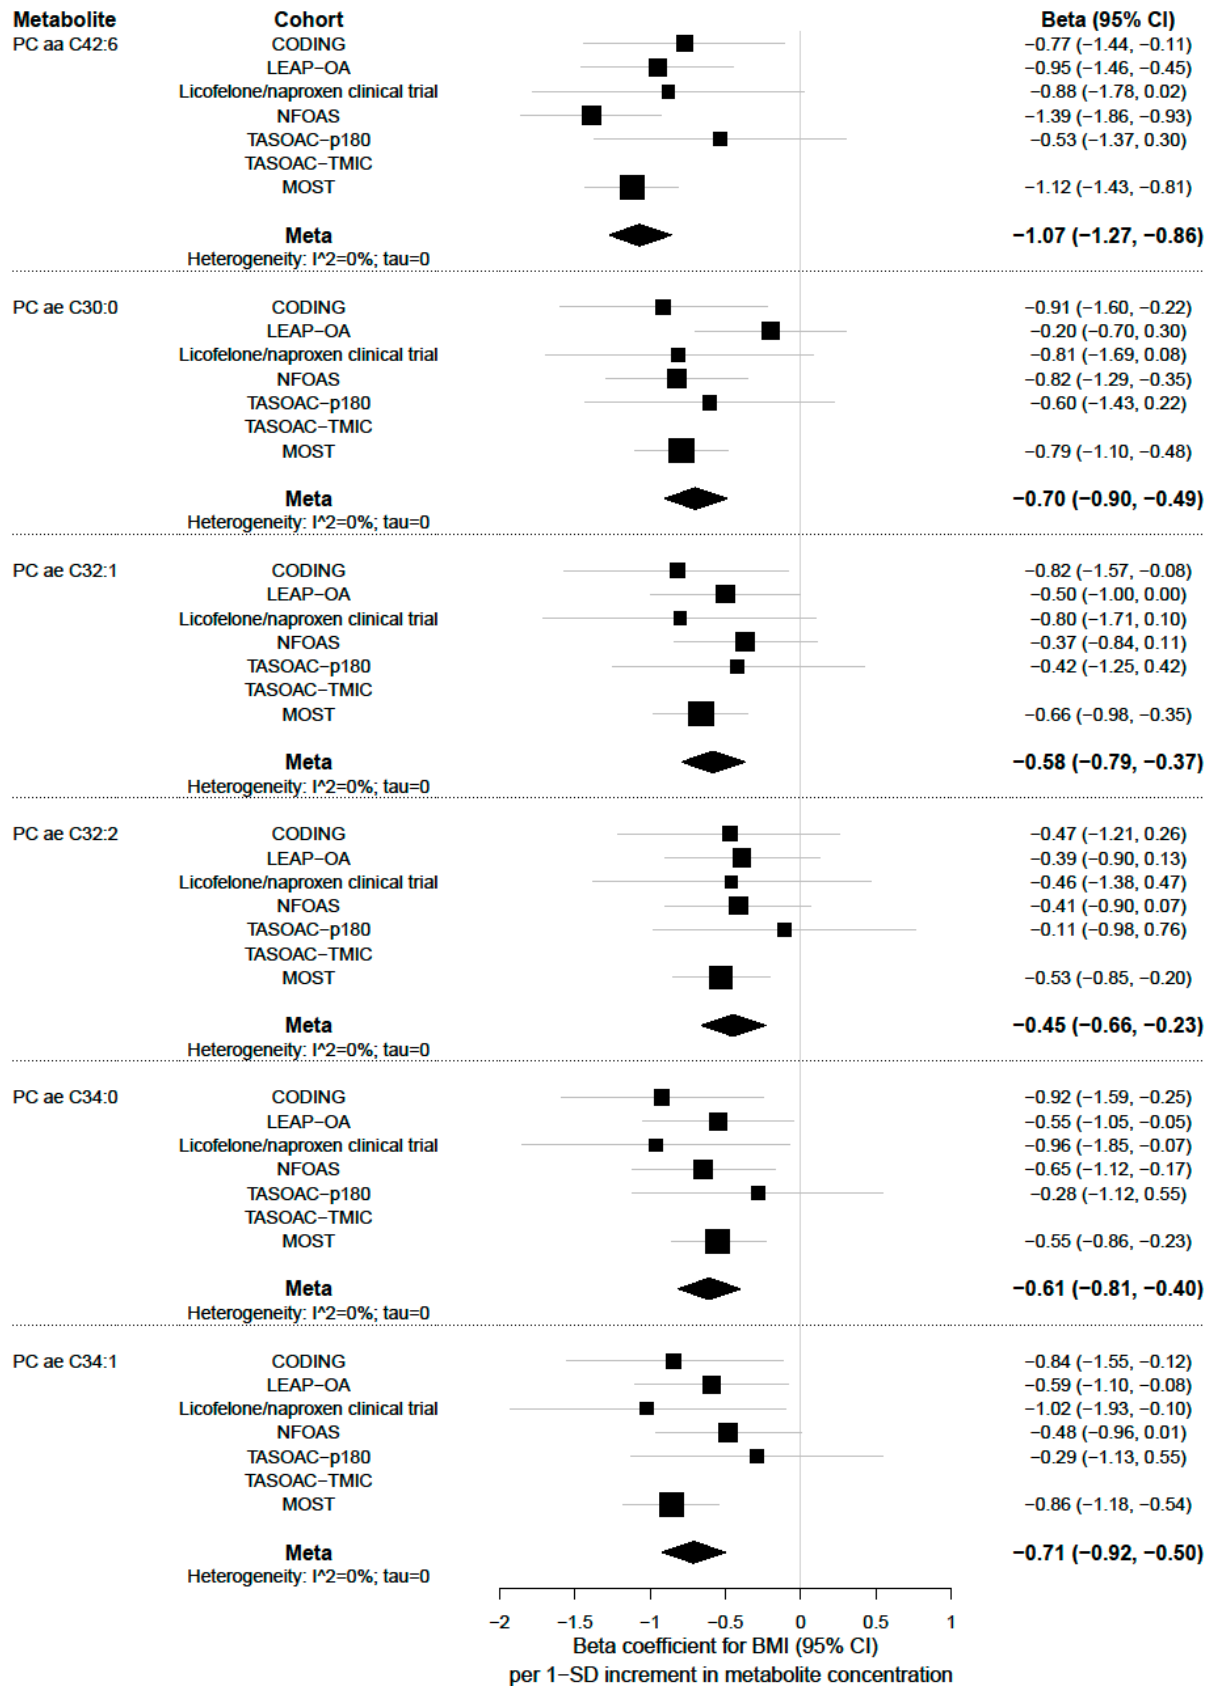 Metabolite Cohort Beta (95% CI)
PC aa C42:6 CODING −0.77 (−1.44, −0.11)
LEAP−OA −0.95 (−1.46, −0.45)
Licofelone/naproxen clinical trial −0.88 (−1.78, 0.02)
NFOAS −1.39 (−1.86, −0.93)
TASOAC−p180 −0.53 (−1.37, 0.30)
TASOAC−TMIC
MOST −1.12 (−1.43, −0.81)
Meta −1.07 (−1.27, −0.86)
Heterogeneity: I^2=0%; tau=0
PC ae C30:0 CODING −0.91 (−1.60, −0.22)
LEAP−OA −0.20 (−0.70, 0.30)
Licofelone/naproxen clinical trial −0.81 (−1.69, 0.08)
NFOAS −0.82 (−1.29, −0.35)
TASOAC−p180 −0.60 (−1.43, 0.22)
TASOAC−TMIC
MOST −0.79 (−1.10, −0.48)
Meta −0.70 (−0.90, −0.49)
Heterogeneity: I^2=0%; tau=0
PC ae C32:1 CODING −0.82 (−1.57, −0.08)
LEAP−OA −0.50 (−1.00, 0.00)
Licofelone/naproxen clinical trial −0.80 (−1.71, 0.10)
NFOAS −0.37 (−0.84, 0.11)
TASOAC−p180 −0.42 (−1.25, 0.42)
TASOAC−TMIC
MOST −0.66 (−0.98, −0.35)
Meta −0.58 (−0.79, −0.37)
Heterogeneity: I^2=0%; tau=0
PC ae C32:2 CODING −0.47 (−1.21, 0.26)
LEAP−OA −0.39 (−0.90, 0.13)
Licofelone/naproxen clinical trial −0.46 (−1.38, 0.47)
NFOAS −0.41 (−0.90, 0.07)
TASOAC−p180 −0.11 (−0.98, 0.76)
TASOAC−TMIC
MOST −0.53 (−0.85, −0.20)
Meta −0.45 (−0.66, −0.23)
Heterogeneity: I^2=0%; tau=0
PC ae C34:0 CODING −0.92 (−1.59, −0.25)
LEAP−OA −0.55 (−1.05, −0.05)
Licofelone/naproxen clinical trial −0.96 (−1.85, −0.07)
NFOAS −0.65 (−1.12, −0.17)
TASOAC−p180 −0.28 (−1.12, 0.55)
TASOAC−TMIC
MOST −0.55 (−0.86, −0.23)
Meta −0.61 (−0.81, −0.40)
Heterogeneity: I^2=0%; tau=0
PC ae C34:1 CODING −0.84 (−1.55, −0.12)
LEAP−OA −0.59 (−1.10, −0.08)
Licofelone/naproxen clinical trial −1.02 (−1.93, −0.10)
NFOAS −0.48 (−0.96, 0.01)
TASOAC−p180 −0.29 (−1.13, 0.55)
TASOAC−TMIC
MOST −0.86 (−1.18, −0.54)
Meta −0.71 (−0.92, −0.50)
Heterogeneity: I^2=0%; tau=0
−2 −1.5 −1 −0.5 0 0.5 1
Beta coefficient for BMI (95% CI)
per 1−SD increment in metabolite concentration